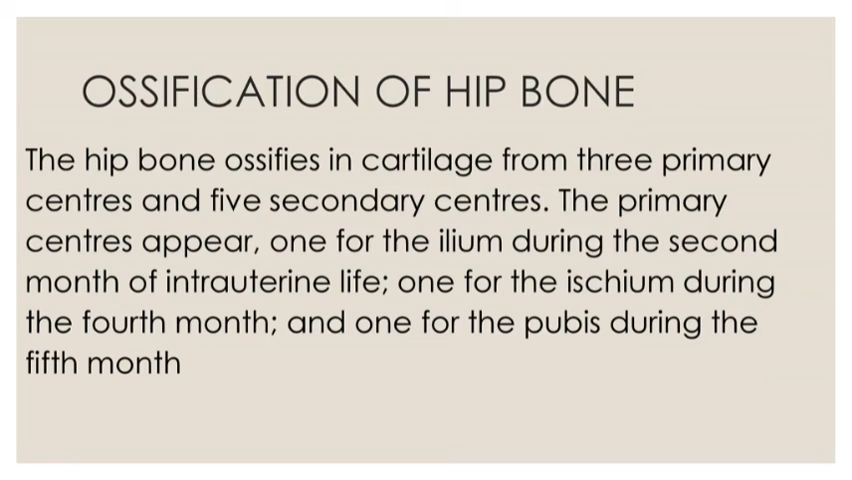 OSSIFICATION OF HIP BONE
The hip bone ossifies in cartilage from three primary
centres and five secondary centres. The primary
centres appear, one for the ilium during the second
month of intrauterine life; one for the ischium during
the fourth month; and one for the pubis during the
fifth month